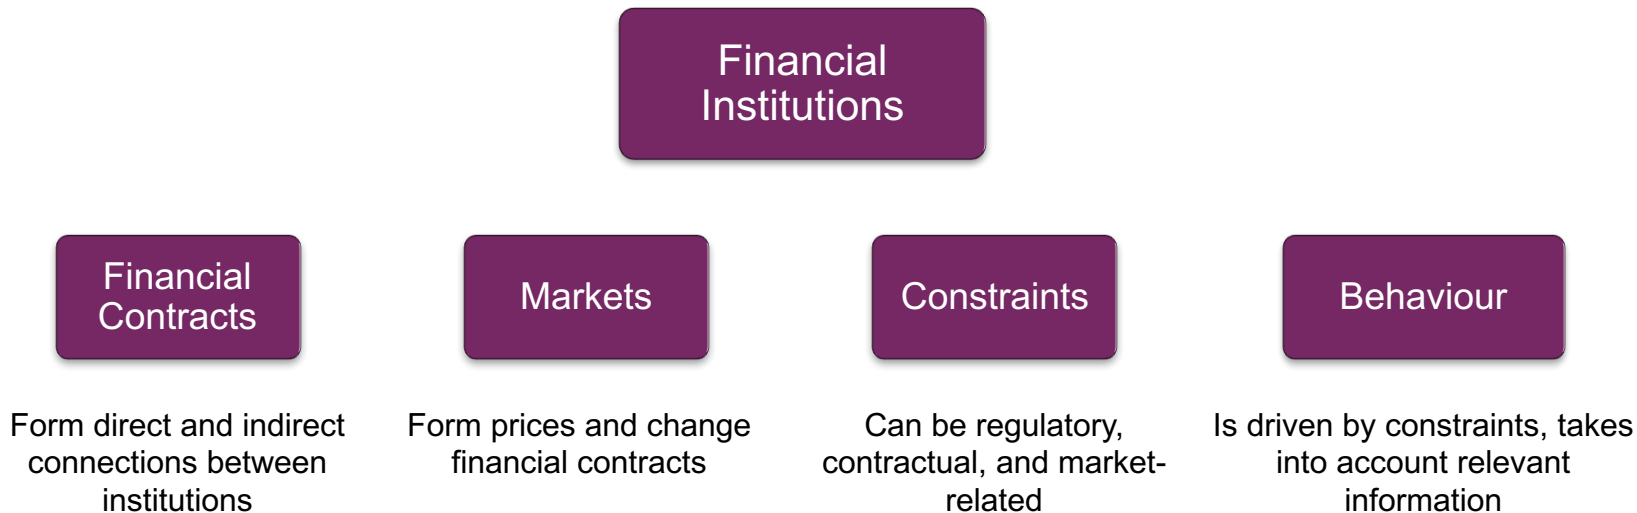 Financial
Institutions
Financial
Contracts
Markets
Constraints
Behaviour
Form direct and indirect
connections between
institutions
Form prices and change
financial contracts
Can be regulatory,
contractual, and market-
related
Is driven by constraints, takes
into account relevant
information